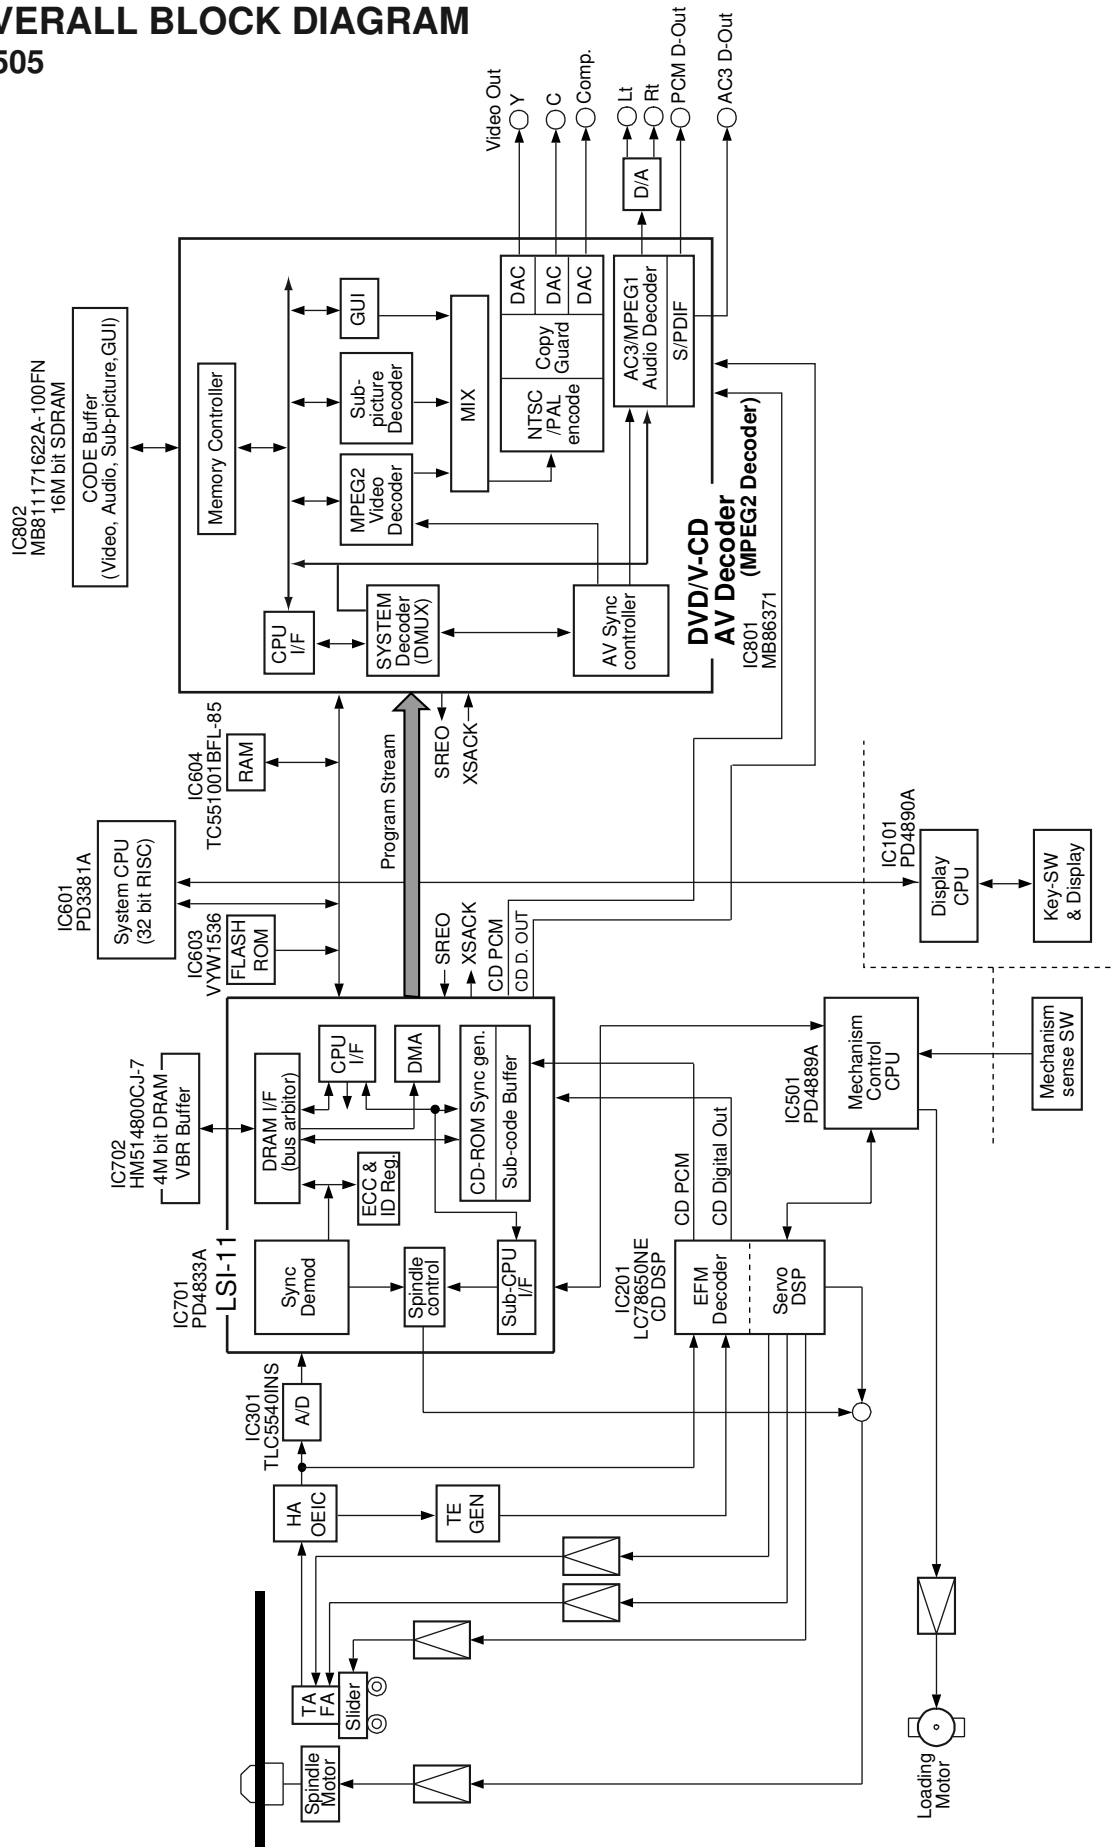 VERALL BLOCK DIAGRAM
505
IC802
MB811171622A-100FN
16M bit SDRAM
CODE Buffer
(Video, Audio, Sub-picture,GUI)
Memory Controller
CPU
I/F
GUI
Sub-
picture
Decoder
MPEG2
Video
Decoder
SYSTEM
Decoder
(DMUX)
MIX
NTSC
/PAL
encode
Copy
Guard
DAC
DAC
DAC
AV Sync
controller
AC3/MPEG1
Audio Decoder
S/PDIF
D/A
Video Out
Y
C
Comp.
Lt
Rt
PCM D-Out
AC3 D-Out
DVD/V-CD
AV Decoder
(MPEG2 Decoder)
IC801
MB86371
IC604
TC551001BFL-85
RAM
IC601
PD3381A
System CPU
(32 bit RISC)
IC603
VYW1536
FLASH
ROM
Program Stream
SREO
XSACK
SREO
XSACK
CD PCM
CD D. OUT
IC101
PD4890A
Display
CPU
Key-SW
& Display
IC702
HM514800CJ-7
4M bit DRAM
VBR Buffer
IC701
PD4833A
LSI-11
DRAM I/F
(bus arbitor)
CPU
I/F
DMA
ECC &
ID Reg.
CD-ROM Sync gen.
Sub-code Buffer
Sync
Demod
Spindle
control
Sub-CPU
I/F
IC501
PD4889A
Mechanism
Control
CPU
Mechanism
sense SW
CD PCM
CD Digital Out
IC201
LC78650NE
CD DSP
EFM
Decoder
Servo
DSP
IC301
TLC5540INS
A/D
HA
OEIC
TE
GEN
TA
FA
Slider
Spindle
Motor
Loading
Motor